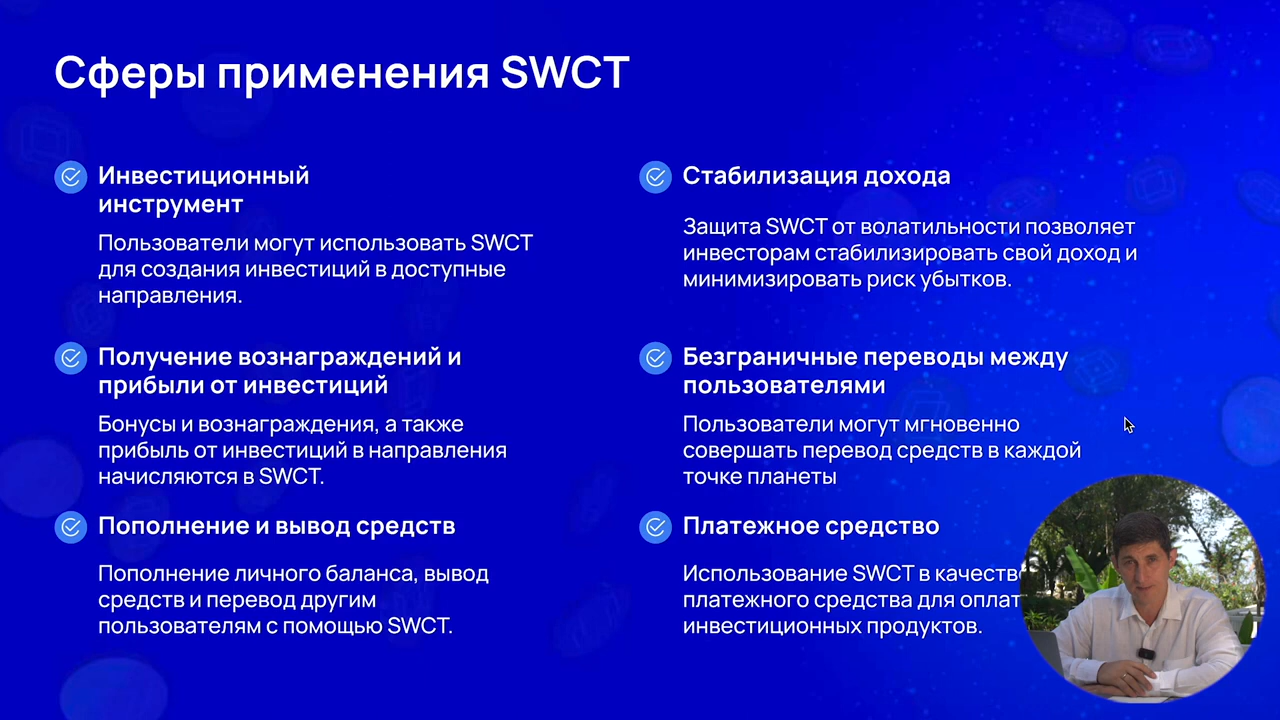 Сферы применения SWCT
Инвестиционный
инструмент
Пользователи могут использовать SWCT
для создания инвестиций в доступные
направления.
Стабилизация дохода
Защита SWCT от волатильности позволяет
инвесторам стабилизировать свой доход и
минимизировать риск убытков.
Получение вознаграждений и
прибыли от инвестиций
Бонусы и вознаграждения, а также
прибыль от инвестиций в направления
начисляются в SWCT.
Безграничные переводы между
пользователями
Пользователи могут мгновенно
совершать перевод средств в каждой
точке планеты
Пополнение и вывод средств
Пополнение личного баланса, вывод
средств и перевод другим
пользователям с помощью SWCT.
Платежное средство
Использование SWCT в качестве
платежного средства для оплат
инвестиционных продуктов.